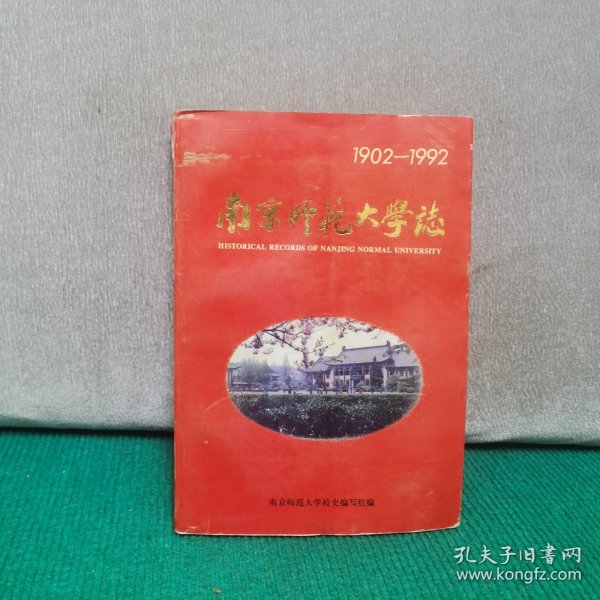 1902—1992
南京师范大學誌
HISTORICAL RECORDS OF NANJING NORMAL UNIVERSITY
南京师范大学校史编写组编
孔夫子旧书网
www.kongfz.com